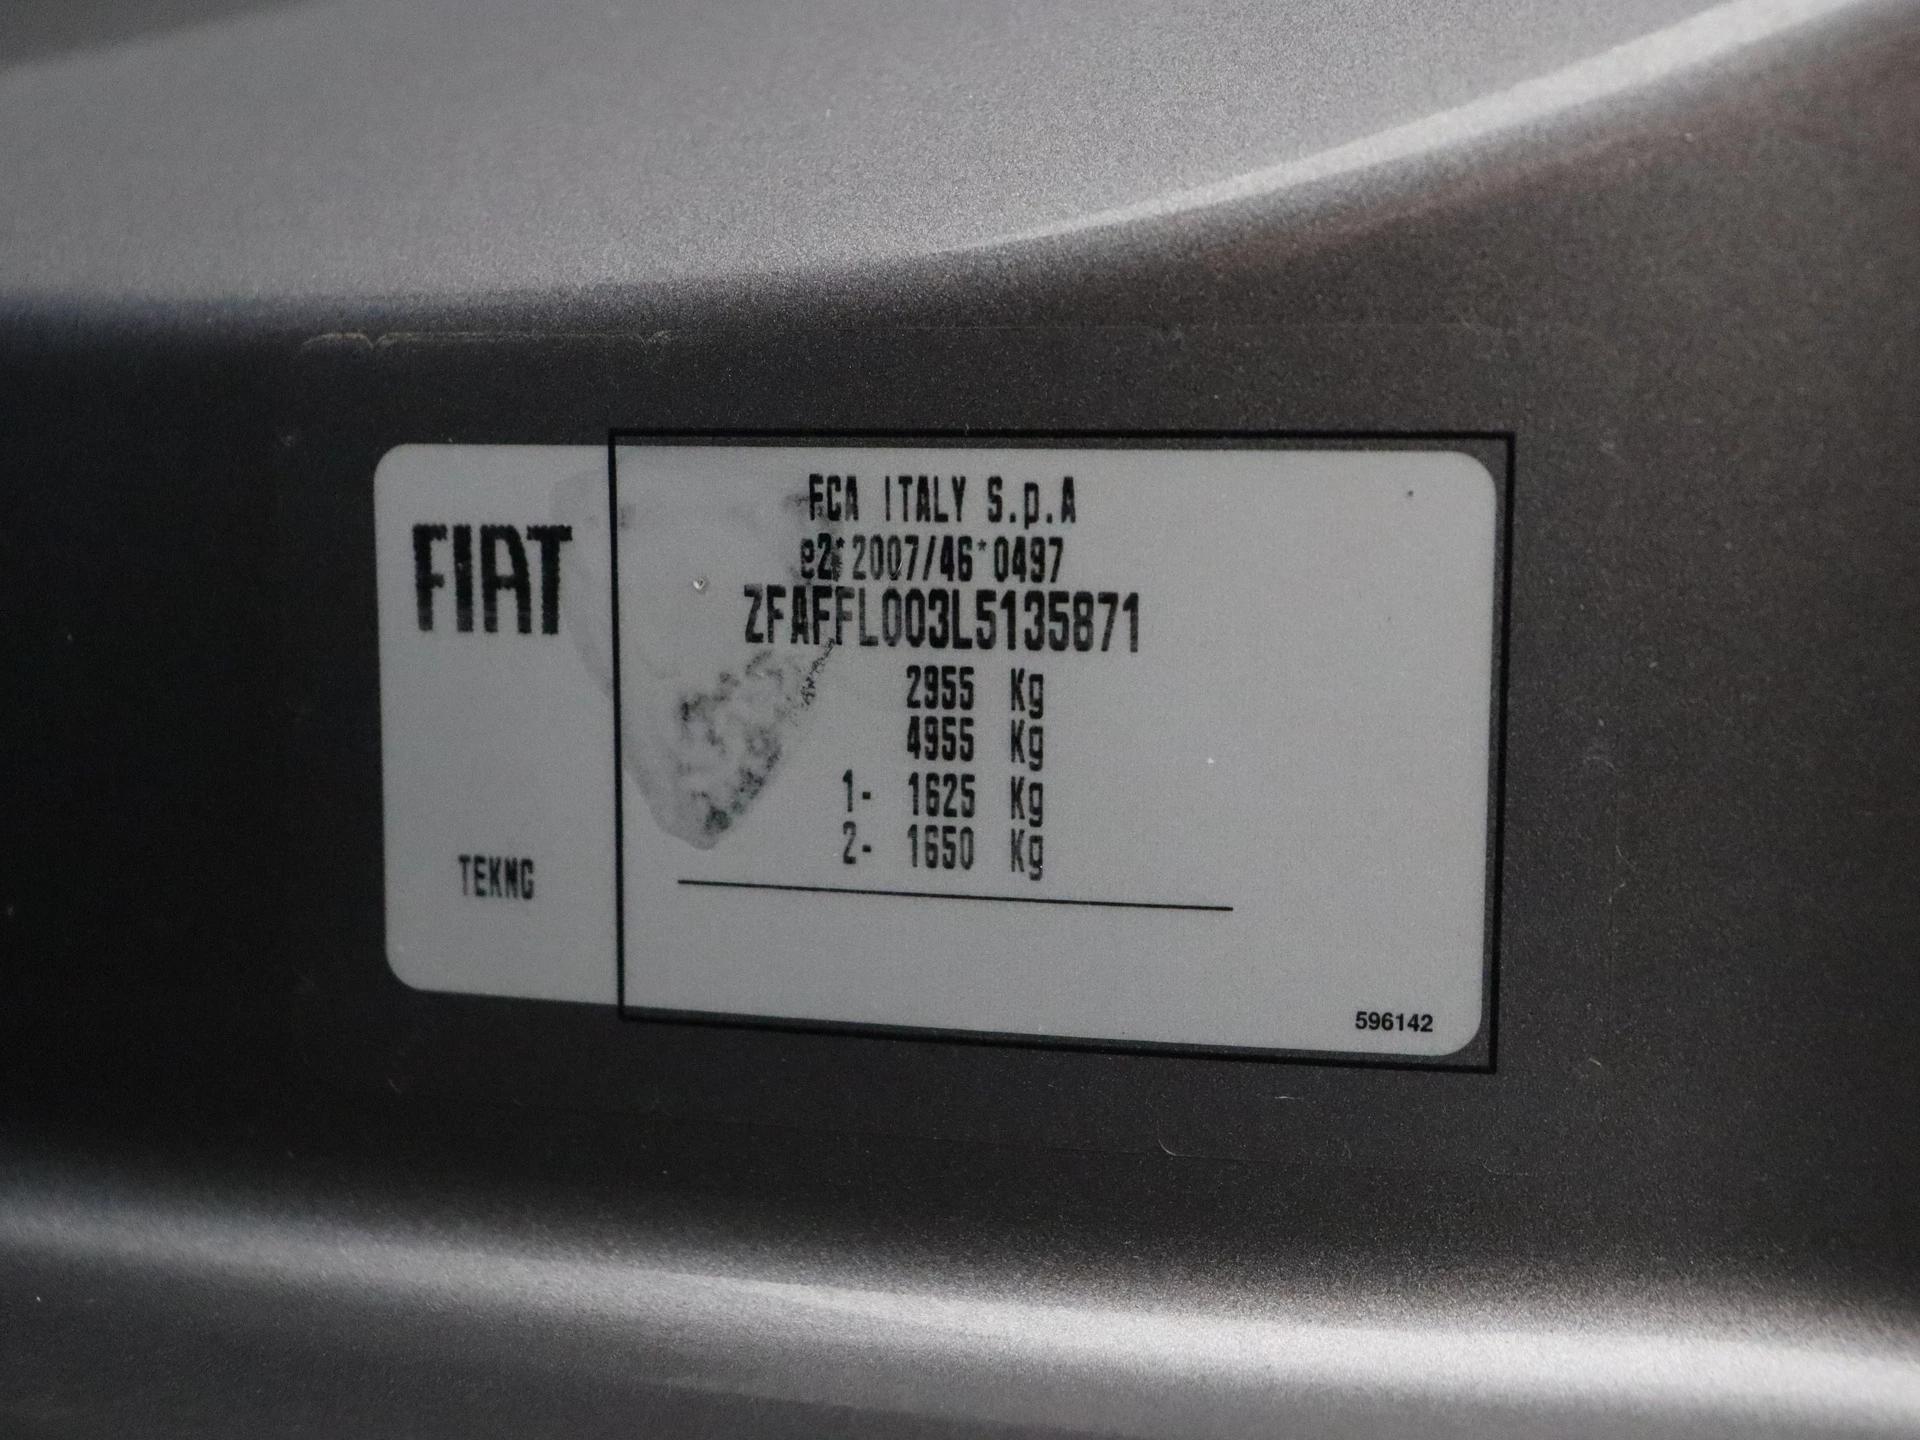 FIAT
FCA ITALY S.p.A
e2*2007/46*0497
ZFAFFL003L5135871
2955 Kg
4955 Kg
1- 1625 Kg
2- 1650 Kg
TEKNG
596142